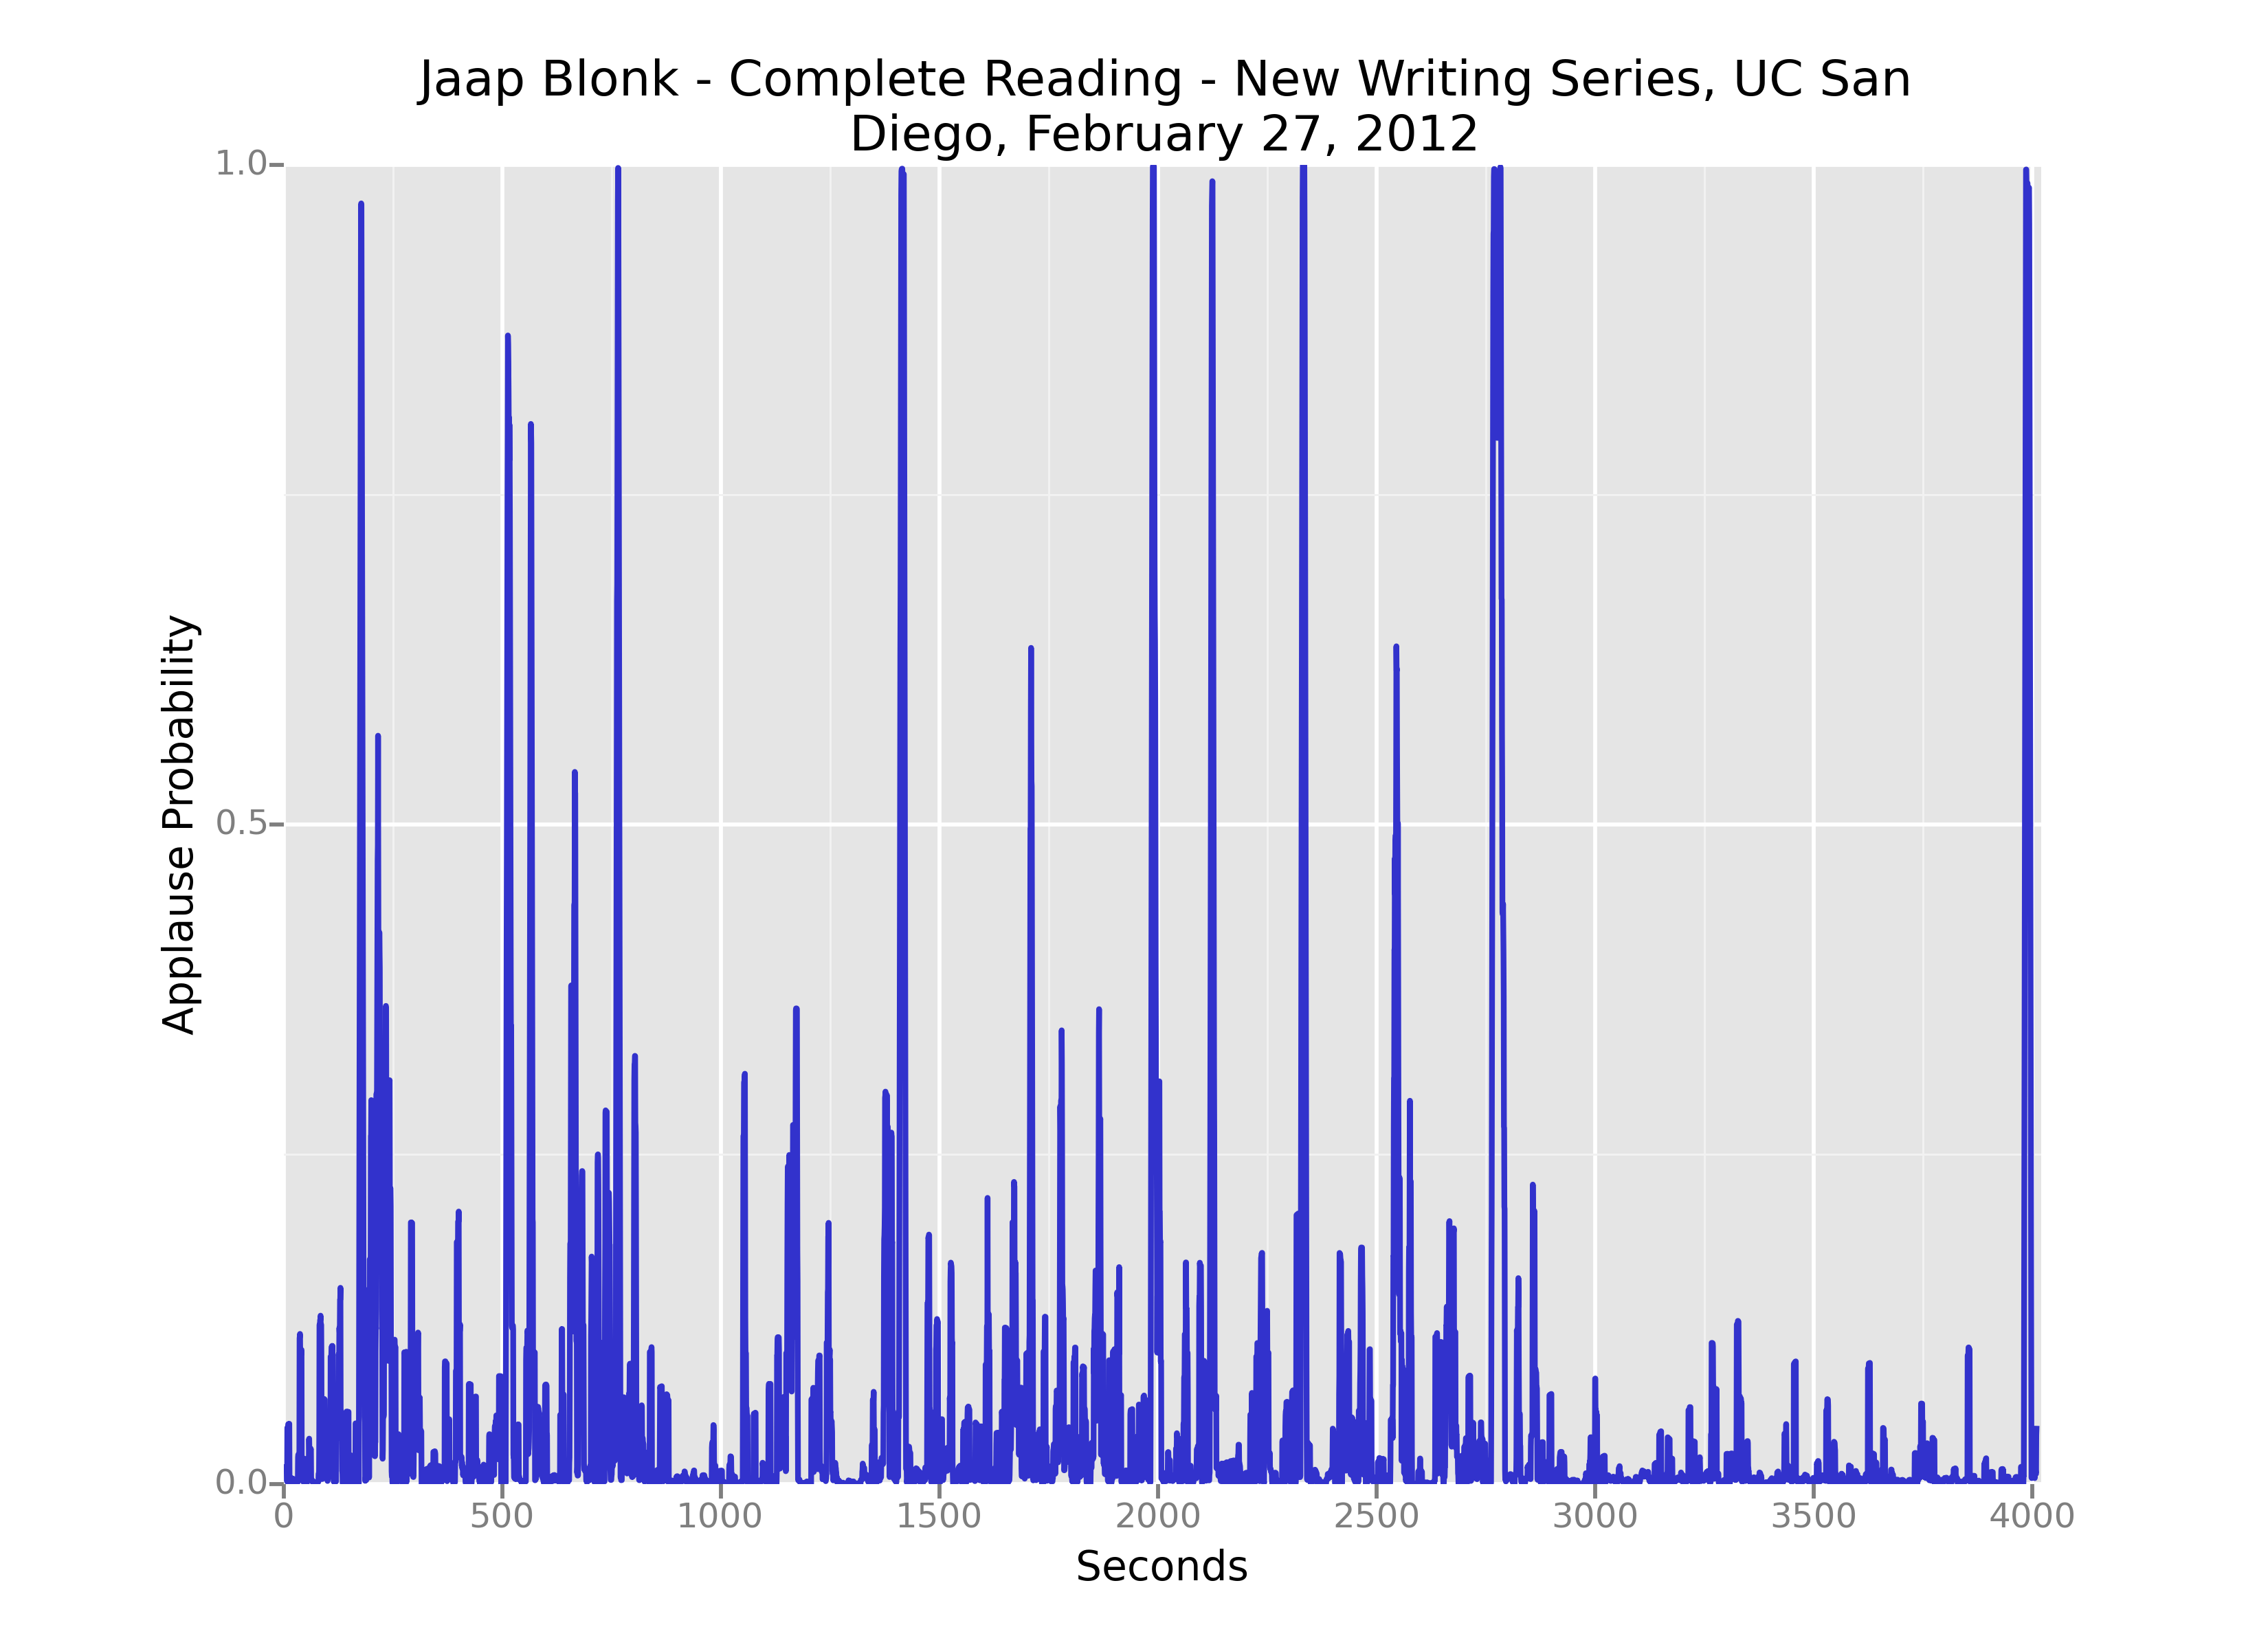 Jaap Blonk - Complete Reading - New Writing Series, UC San
Diego, February 27, 2012
1.0
0.5
0.0
Applause Probability
0 500 1000 1500 2000 2500 3000 3500 4000
Seconds